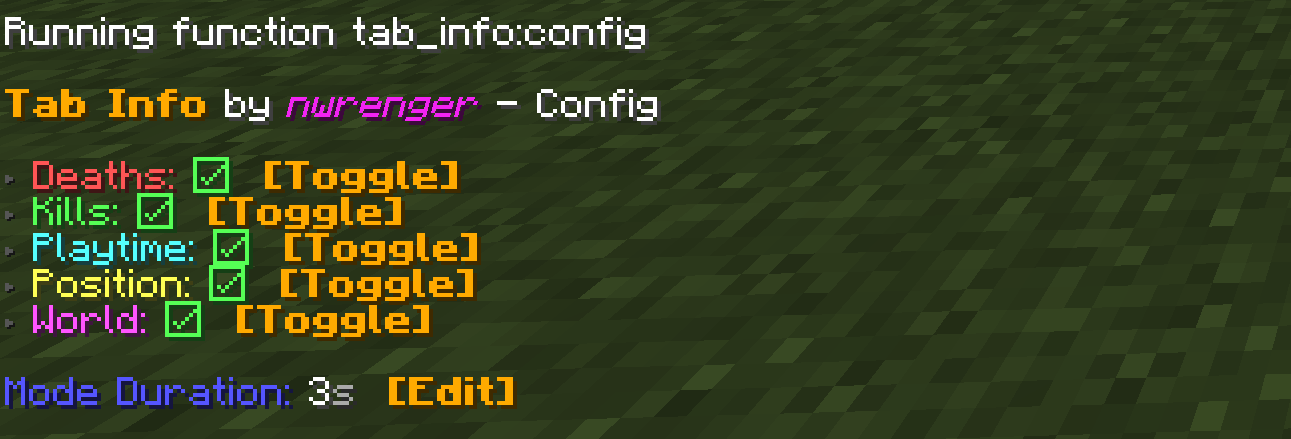 Running function tab_info:config
Tab Info by nwrenger - Config
▸ Deaths: ☑ [Toggle]
▸ Kills: ☑ [Toggle]
▸ Playtime: ☑ [Toggle]
▸ Position: ☑ [Toggle]
▸ World: ☑ [Toggle]
Mode Duration: 3s [Edit]